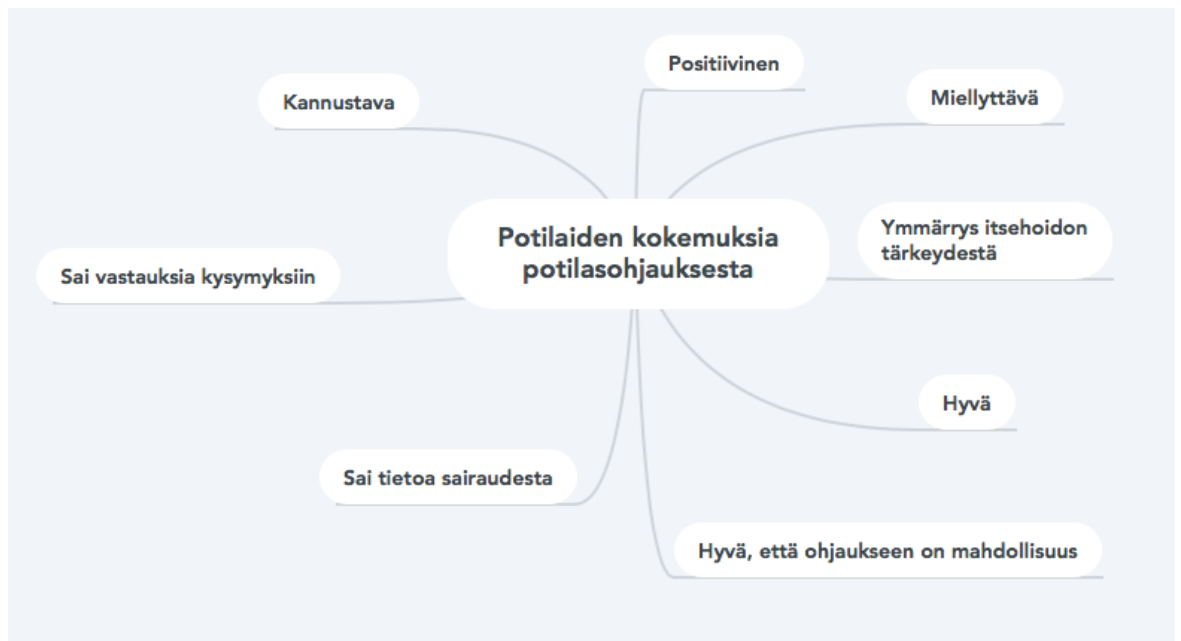 Positiivinen
Miellyttävä
Kannustava
Potilaiden kokemuksia
potilasohjauksesta
Ymmärrys itsehoidon
tärkeydestä
Sai vastauksia kysymyksiin
Hyvä
Sai tietoa sairaudesta
Hyvä, että ohjaukseen on mahdollisuus